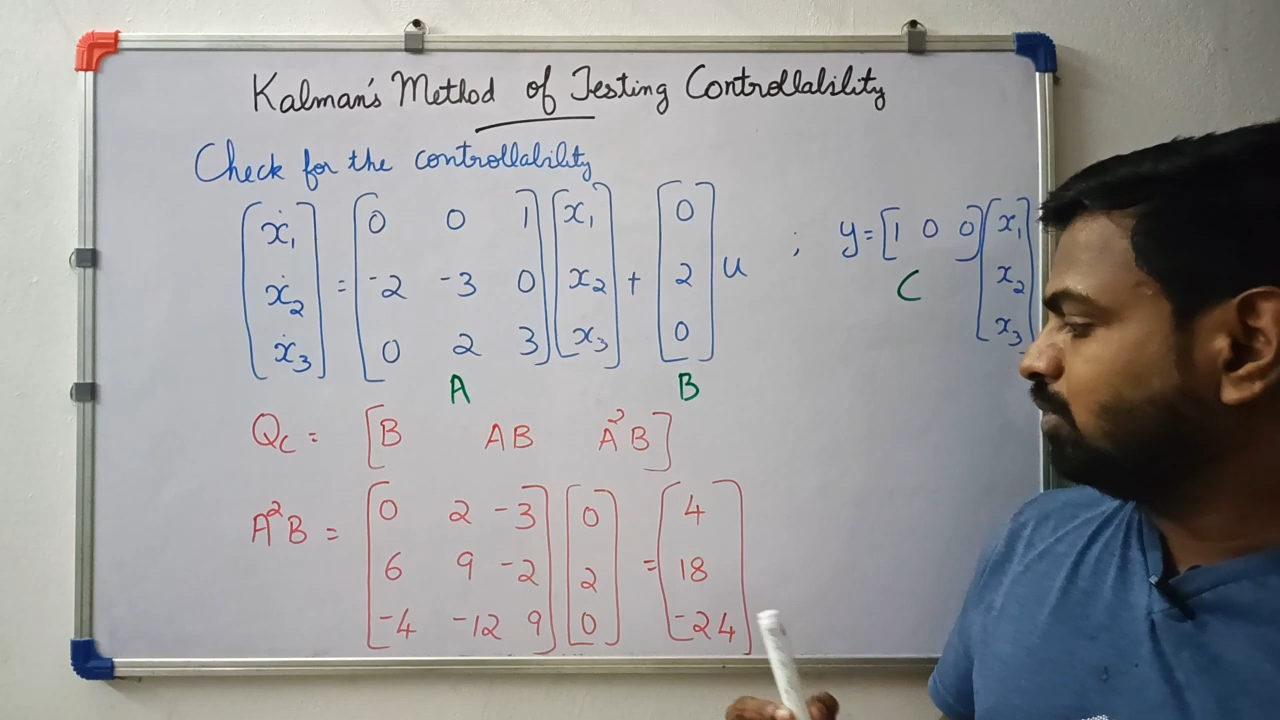 Kalman's Method of Testing Controllability
Check for the controllability
[ẋ₁ ẋ₂ ẋ₃] = [0 0 1; -2 -3 0; 0 2 3] [x₁ x₂ x₃] + [0 2 0] u ; y = [1 0 0] [x₁ x₂ x₃]
A B C
Qc = [B AB A²B]
A²B = [0 2 -3; 6 9 -2; -4 -12 9] [0 2 0] = [4 18 -24]